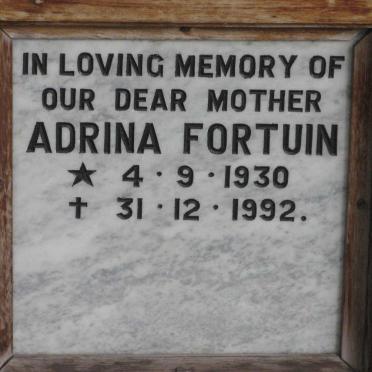 IN LOVING MEMORY OF
OUR DEAR MOTHER
ADRINA FORTUIN
★ 4·9·1930
† 31·12·1992.